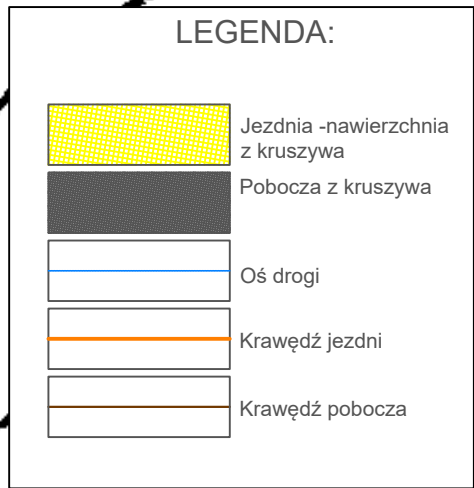 LEGENDA:
Jezdnia -nawierzchnia
z kruszywa
Pobocza z kruszywa
Oś drogi
Krawędź jezdni
Krawędź pobocza